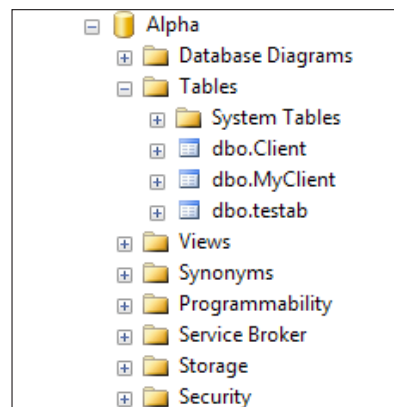 Alpha
Database Diagrams
Tables
System Tables
dbo.Client
dbo.MyClient
dbo.testab
Views
Synonyms
Programmability
Service Broker
Storage
Security